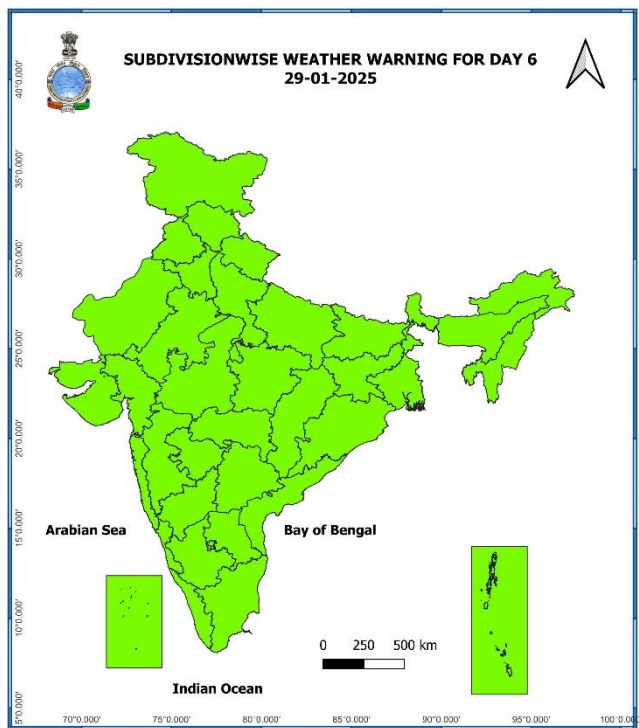 SUBDIVISIONWISE WEATHER WARNING FOR DAY 6
29-01-2025
40°0.000'
35°0.000'
30°0.000'
25°0.000'
20°0.000'
15°0.000'
10°0.000'
5°0.000'
Arabian Sea
Bay of Bengal
0 250 500 km
Indian Ocean
70°0.000' 75°0.000' 80°0.000' 85°0.000' 90°0.000' 95°0.000' 100°0.0